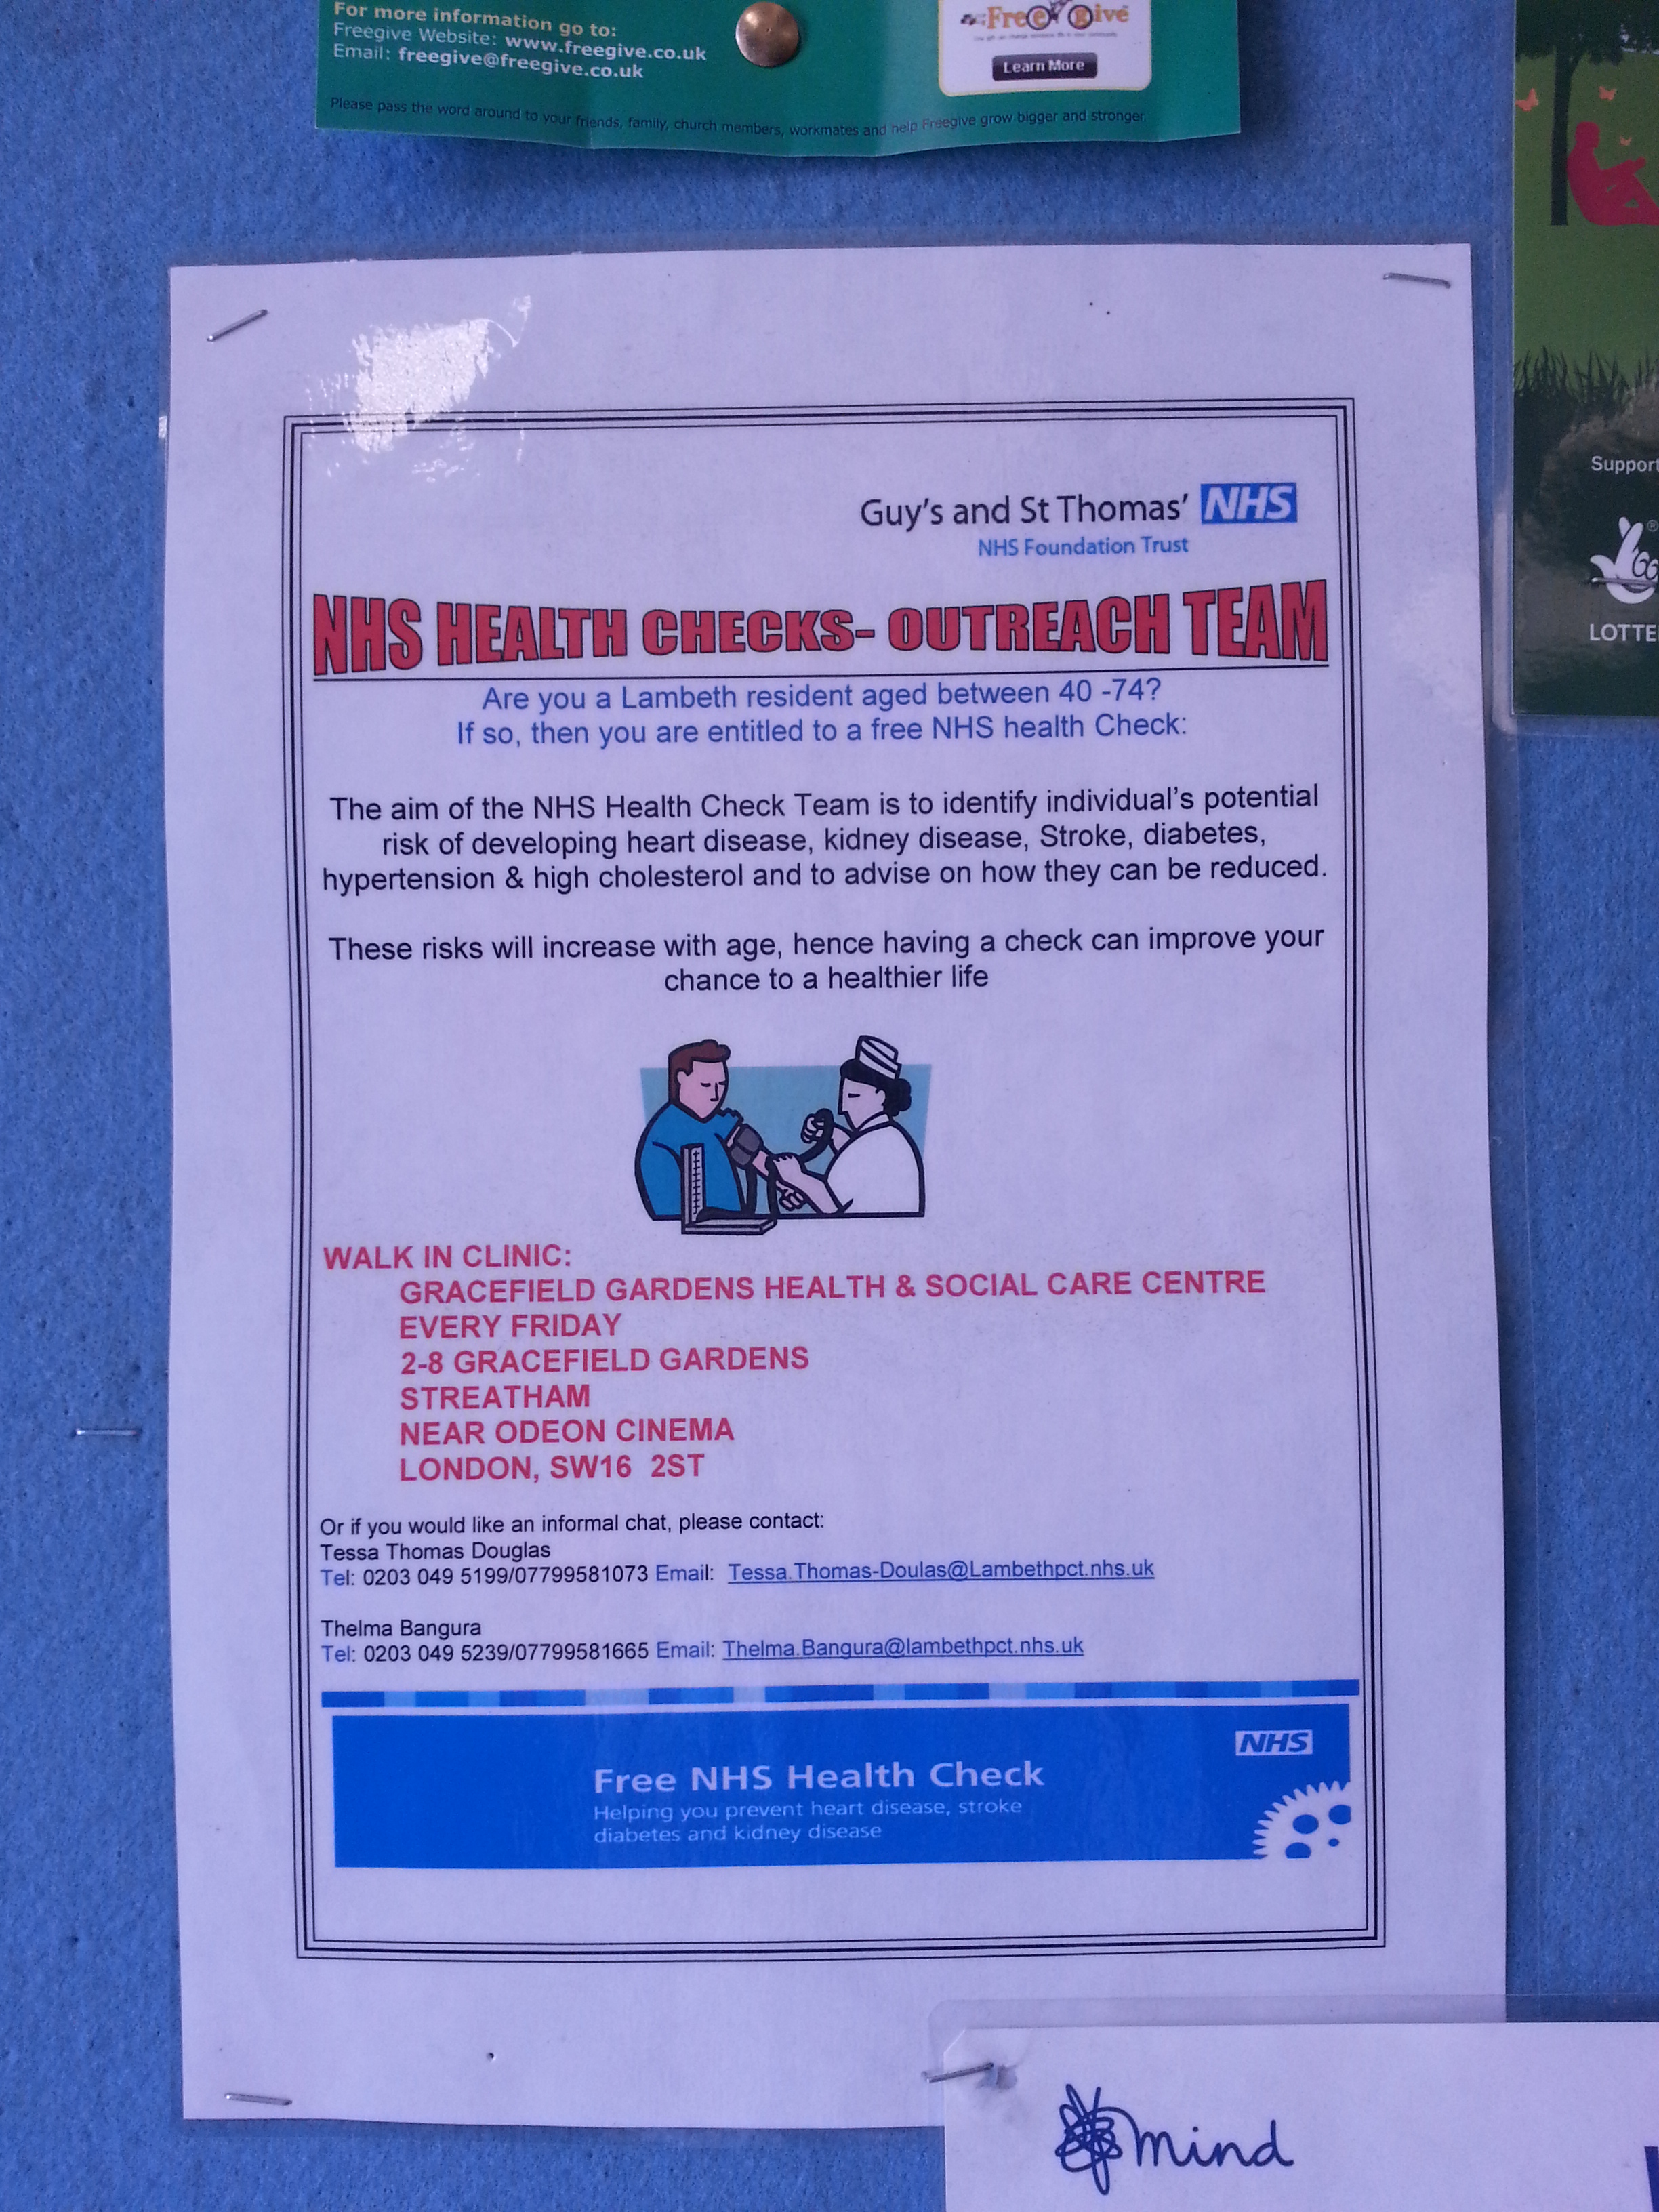 For more information go to:
Freegive Website: www.freegive.co.uk
Email: freegive@freegive.co.uk
Free give
Learn More
Please pass the word around to your friends, family, church members, workmates and help Freegive grow bigger and stronger.
Support
LOTTE
Guy's and St Thomas' NHS
NHS Foundation Trust
NHS HEALTH CHECKS- OUTREACH TEAM
Are you a Lambeth resident aged between 40 -74?
If so, then you are entitled to a free NHS health Check:
The aim of the NHS Health Check Team is to identify individual's potential
risk of developing heart disease, kidney disease, Stroke, diabetes,
hypertension & high cholesterol and to advise on how they can be reduced.
These risks will increase with age, hence having a check can improve your
chance to a healthier life
WALK IN CLINIC:
GRACEFIELD GARDENS HEALTH & SOCIAL CARE CENTRE
EVERY FRIDAY
2-8 GRACEFIELD GARDENS
STREATHAM
NEAR ODEON CINEMA
LONDON, SW16 2ST
Or if you would like an informal chat, please contact:
Tessa Thomas Douglas
Tel: 0203 049 5199/07799581073 Email: Tessa.Thomas-Doulas@Lambethpct.nhs.uk
Thelma Bangura
Tel: 0203 049 5239/07799581665 Email: Thelma.Bangura@lambethpct.nhs.uk
NHS
Free NHS Health Check
Helping you prevent heart disease, stroke
diabetes and kidney disease
mind